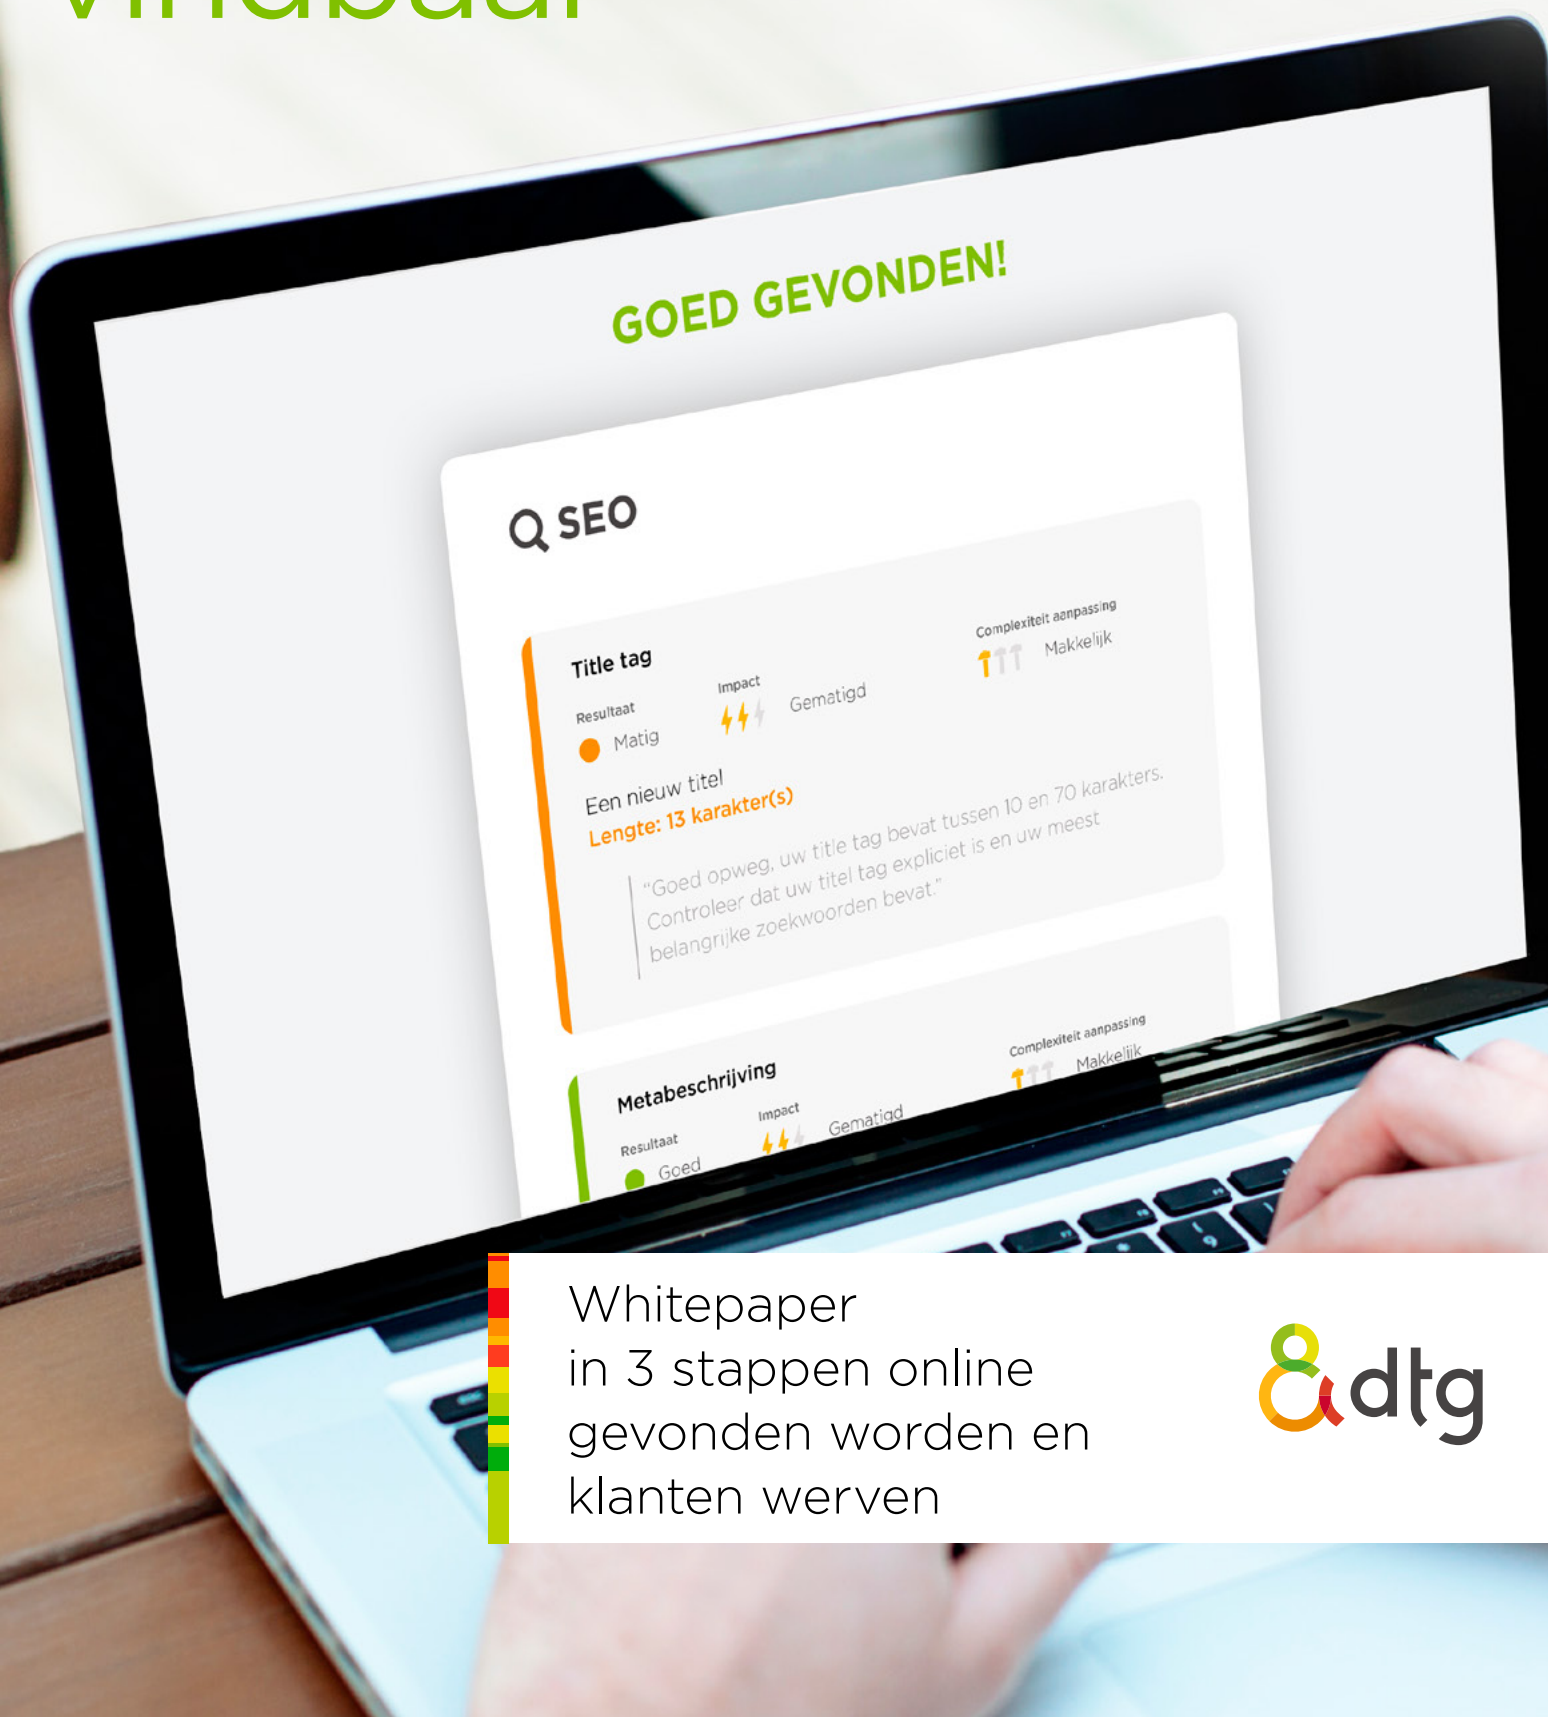 vindbaar
GOED GEVONDEN!
SEO
Title tag
Resultaat
Matig
Impact
Gematigd
Complexiteit aanpassing
Makkelijk
Een nieuw titel
Lengte: 13 karakter(s)
“Goed opweg, uw title tag bevat tussen 10 en 70 karakters.
Controleer dat uw titel tag expliciet is en uw meest
belangrijke zoekwoorden bevat.”
Metabeschrijving
Resultaat
Goed
Impact
Gematigd
Complexiteit aanpassing
Makkelijk
Whitepaper
in 3 stappen online
gevonden worden en
klanten werven
dtg